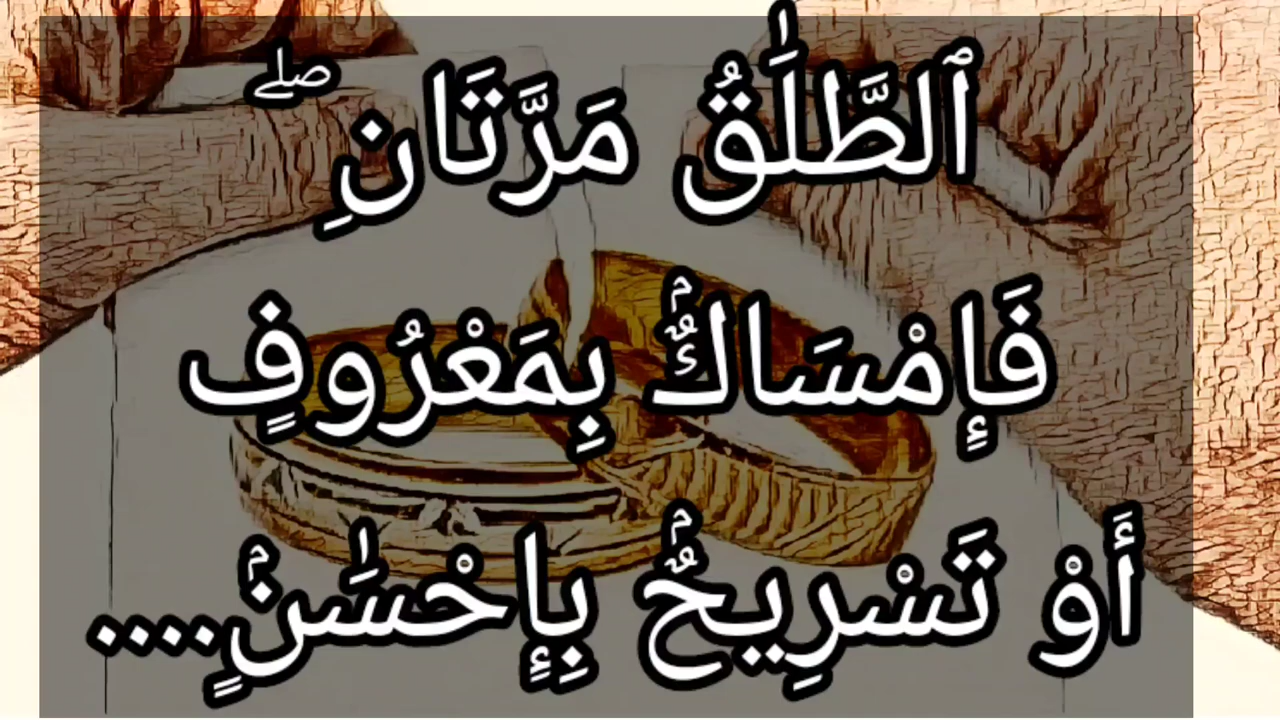 ٱلطَّلَٰقُ مَرَّتَانِ ۖ
فَإِمْسَاكٌۢ بِمَعْرُوفٍ
أَوْ تَسْرِيحٌۢ بِإِحْسَٰنٍۢ....